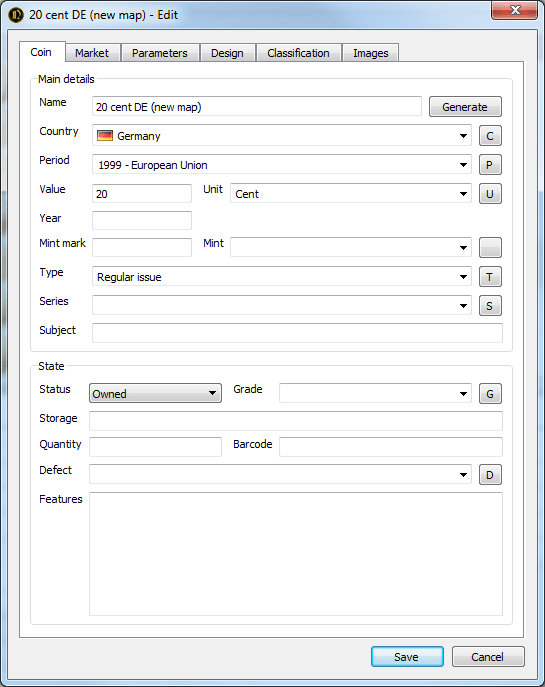 20 cent DE (new map) - Edit
Coin Market Parameters Design Classification Images
Main details
Name 20 cent DE (new map) Generate
Country Germany C
Period 1999 - European Union P
Value 20 Unit Cent U
Year
Mint mark Mint
Type Regular issue T
Series S
Subject
State
Status Owned Grade G
Storage
Quantity Barcode
Defect D
Features
Save Cancel